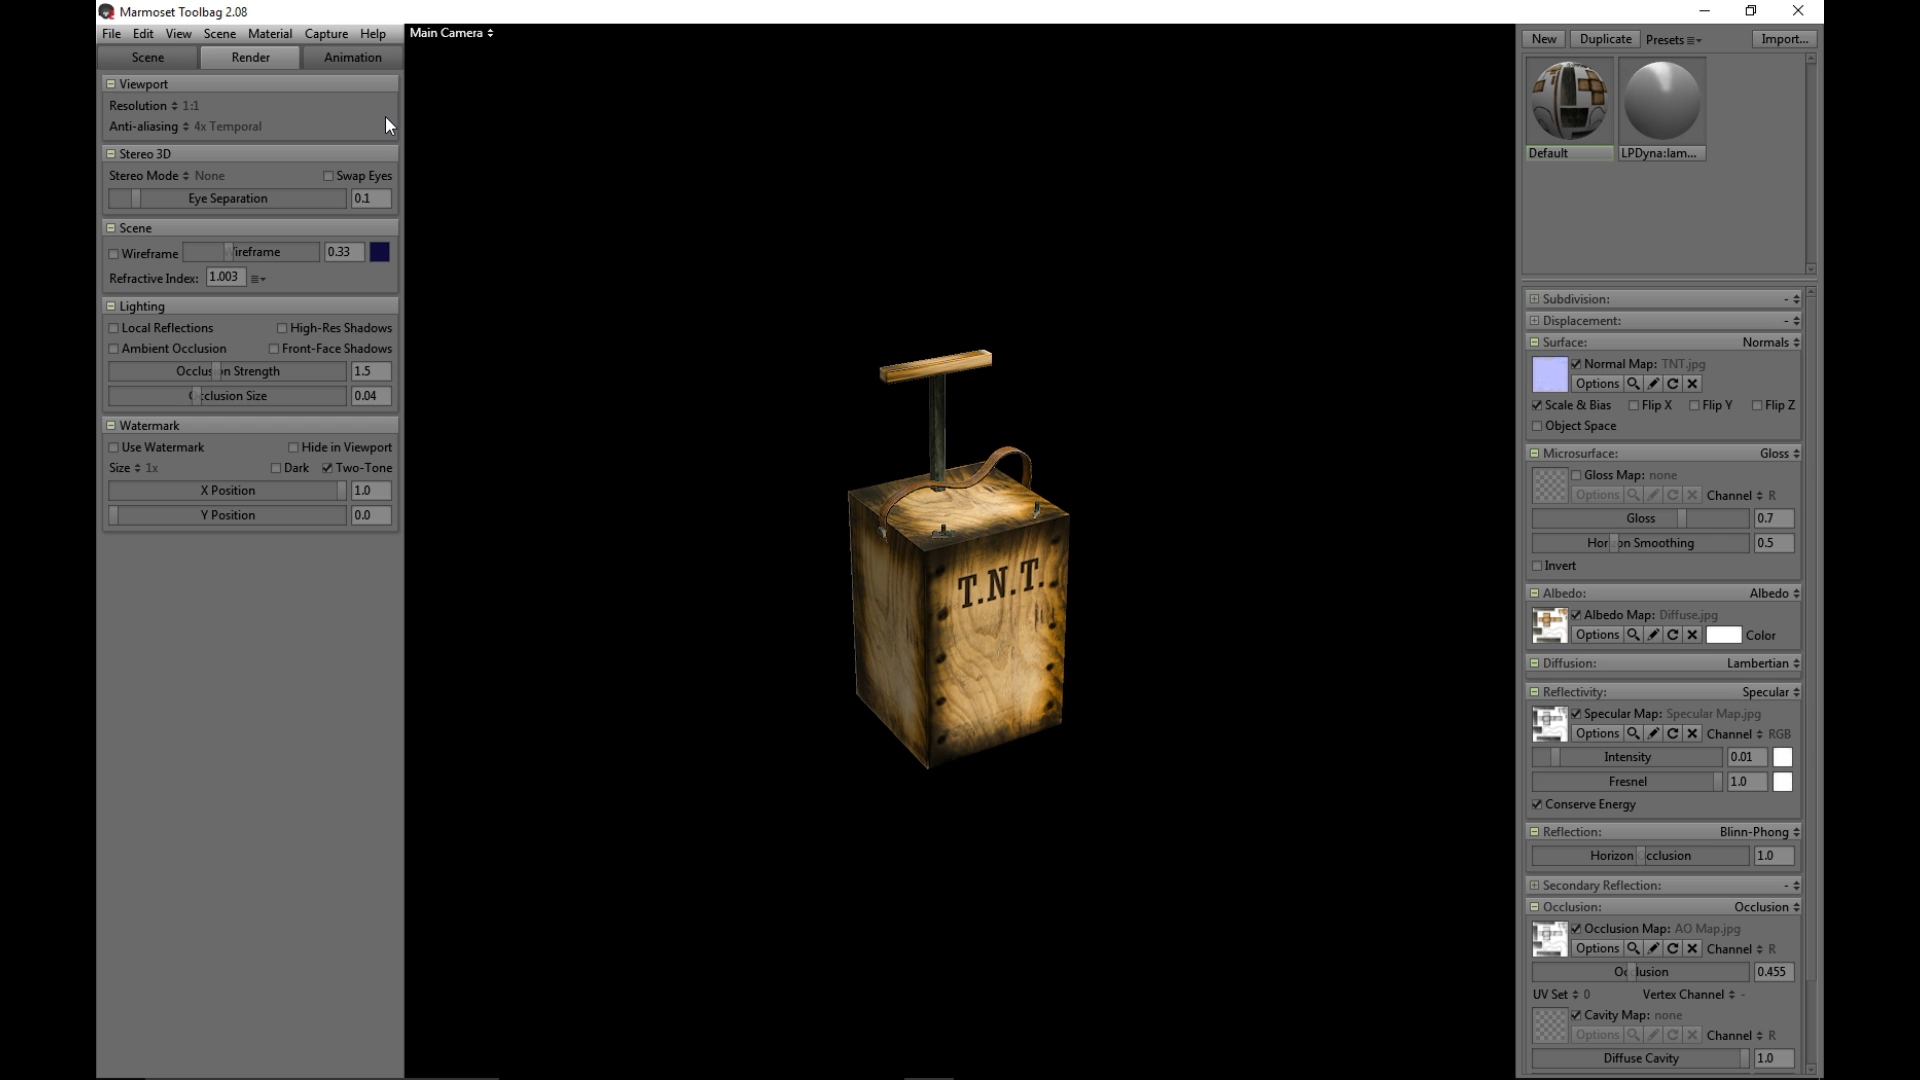 Marmoset Toolbag 2.08
File Edit View Scene Material Capture Help
Main Camera
Scene Render Animation
Viewport
Resolution 1:1
Anti-aliasing 4x Temporal
Stereo 3D
Stereo Mode None Swap Eyes
Eye Separation 0.1
Scene
Wireframe Wireframe 0.33
Refractive Index: 1.003
Lighting
Local Reflections High-Res Shadows
Ambient Occlusion Front-Face Shadows
Occlusion Strength 1.5
Occlusion Size 0.04
Watermark
Use Watermark Hide in Viewport
Size 1x Dark Two-Tone
X Position 1.0
Y Position 0.0
T.N.T.
New Duplicate Presets Import...
Default LPDyna:lam...
Subdivision: -
Displacement: -
Surface: Normals
Normal Map: TNT.jpg
Options
Scale & Bias Flip X Flip Y Flip Z
Object Space
Microsurface: Gloss
Gloss Map: none
Options Channel R
Gloss 0.7
Horizon Smoothing 0.5
Invert
Albedo: Albedo
Albedo Map: Diffuse.jpg
Options Color
Diffusion: Lambertian
Reflectivity: Specular
Specular Map: Specular Map.jpg
Options Channel RGB
Intensity 0.01
Fresnel 1.0
Conserve Energy
Reflection: Blinn-Phong
Horizon Occlusion 1.0
Secondary Reflection: -
Occlusion: Occlusion
Occlusion Map: AO Map.jpg
Options Channel R
Occlusion 0.455
UV Set 0 Vertex Channel -
Cavity Map: none
Options Channel R
Diffuse Cavity 1.0